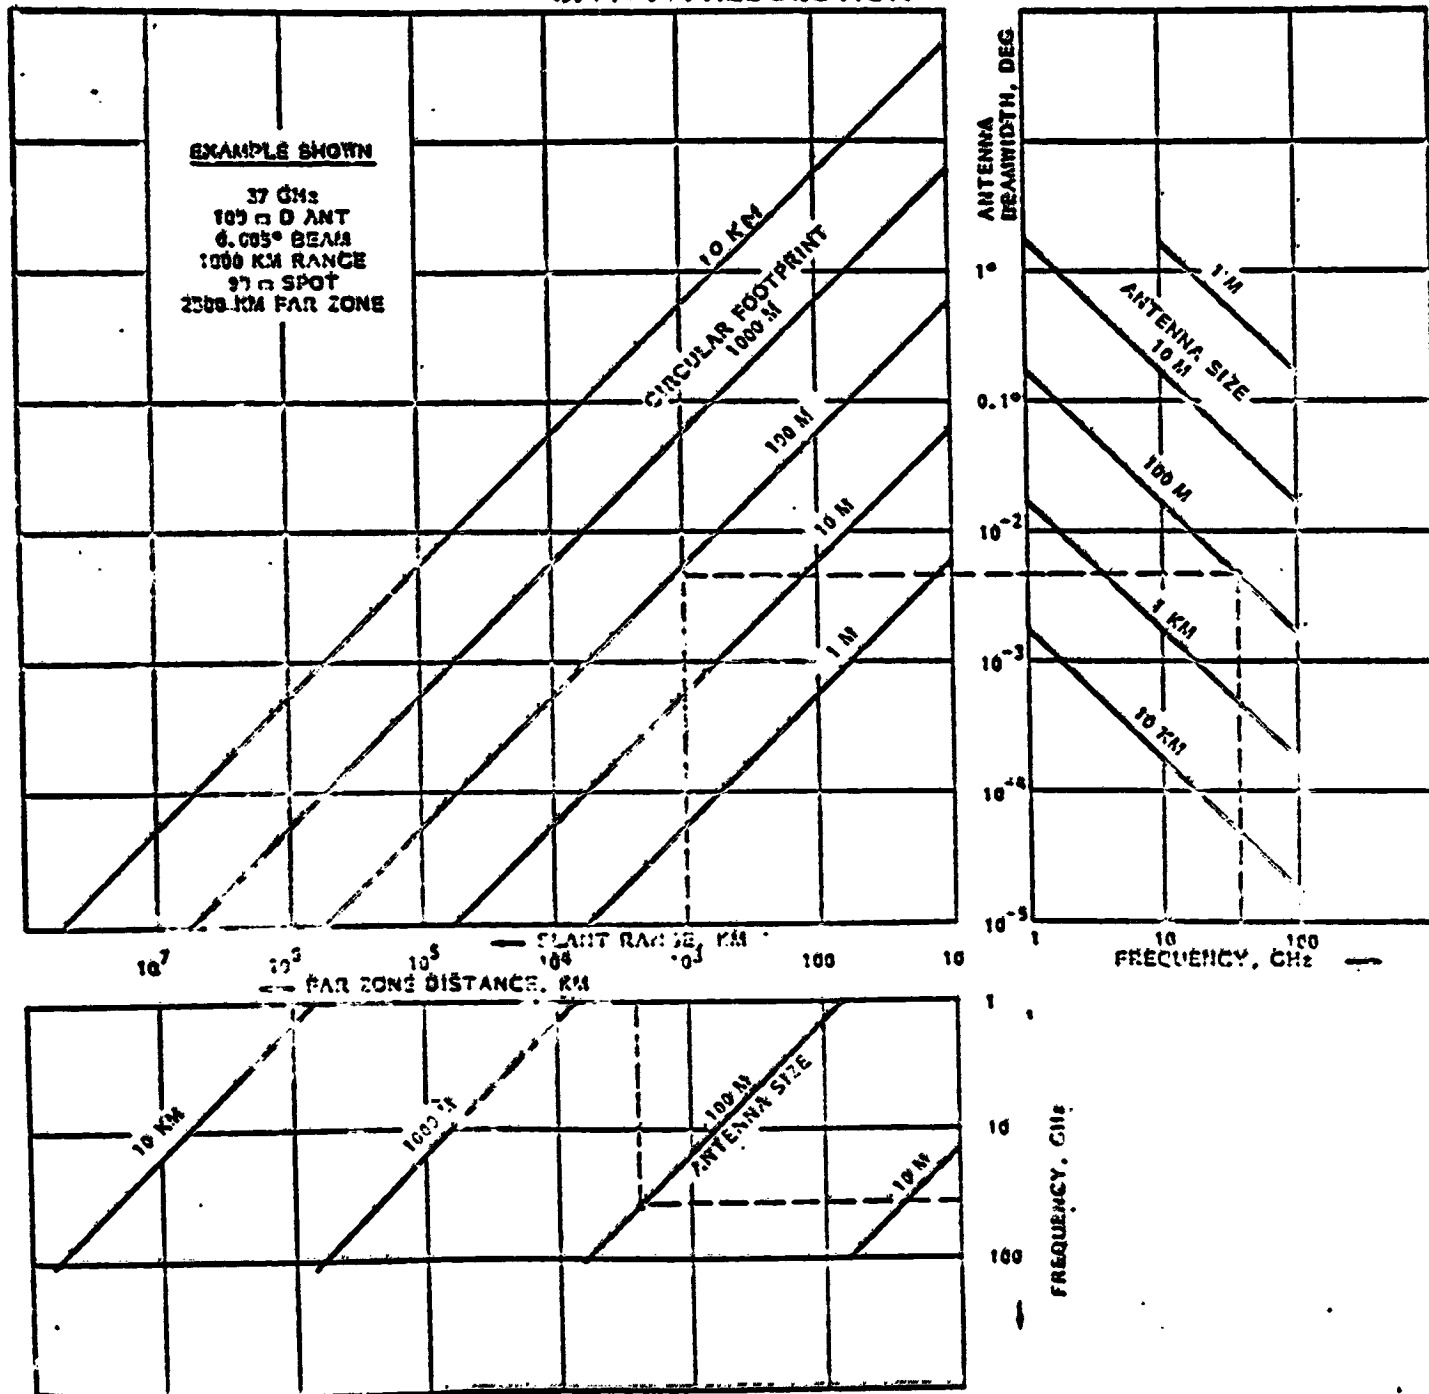 EXAMPLE SHOWN
37 GHz
100 m D ANT
0.005° BEAM
1000 KM RANGE
SPOT
2500 KM FAR ZONE
10 KM
CIRCULAR FOOTPRINT
1000 M
100 M
10 M
1 M
ANTENNA
BEAMWIDTH, DEG
1°
0.1°
10-2
10-3
10-4
10-5
1 M
ANTENNA SIZE
10 M
100 M
1 KM
10 KM
1
10
100
FREQUENCY, GHz
SLANT RANGE, KM
10⁷
10⁵
10⁴
10³
100
10
FAR ZONE DISTANCE, KM
10 KM
1000 M
100 M
ANTENNA SIZE
10 M
1
10
100
FREQUENCY, GHz